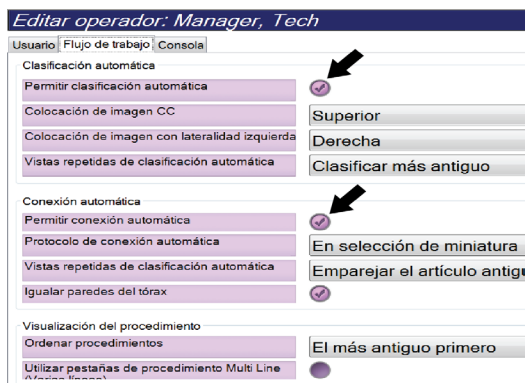 Editar operador: Manager, Tech
Usuario Flujo de trabajo Consola
Clasificación automática
Permitir clasificación automática
Colocación de imagen CC Superior
Colocación de imagen con lateralidad izquierda Derecha
Vistas repetidas de clasificación automática Clasificar más antiguo
Conexión automática
Permitir conexión automática
Protocolo de conexión automática En selección de miniatura
Vistas repetidas de clasificación automática Emparejar el artículo antigu
Igualar paredes del tórax
Visualización del procedimiento
Ordenar procedimientos El más antiguo primero
Utilizar pestañas de procedimiento Multi Line